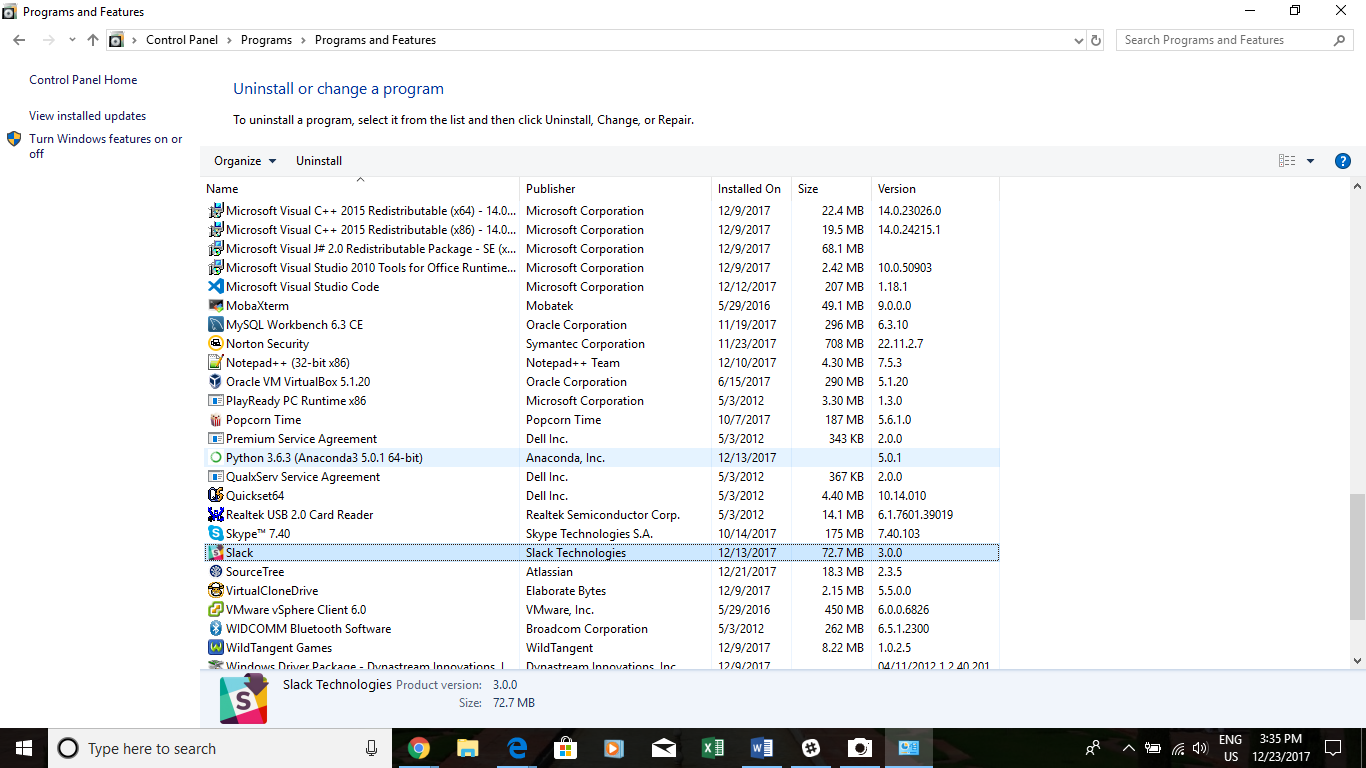 Programs and Features
Control Panel Programs Programs and Features
Search Programs and Features
Control Panel Home
View installed updates
Turn Windows features on or
off
Uninstall or change a program
To uninstall a program, select it from the list and then click Uninstall, Change, or Repair.
Organize Uninstall
Name Publisher Installed On Size Version
Microsoft Visual C++ 2015 Redistributable (x64) - 14.0... Microsoft Corporation 12/9/2017 22.4 MB 14.0.23026.0
Microsoft Visual C++ 2015 Redistributable (x86) - 14.0... Microsoft Corporation 12/9/2017 19.5 MB 14.0.24215.1
Microsoft Visual J# 2.0 Redistributable Package - SE (x... Microsoft Corporation 12/9/2017 68.1 MB
Microsoft Visual Studio 2010 Tools for Office Runtime... Microsoft Corporation 12/9/2017 2.42 MB 10.0.50903
Microsoft Visual Studio Code Microsoft Corporation 12/12/2017 207 MB 1.18.1
MobaXterm Mobatek 5/29/2016 49.1 MB 9.0.0.0
MySQL Workbench 6.3 CE Oracle Corporation 11/19/2017 296 MB 6.3.10
Norton Security Symantec Corporation 11/23/2017 708 MB 22.11.2.7
Notepad++ (32-bit x86) Notepad++ Team 12/10/2017 4.30 MB 7.5.3
Oracle VM VirtualBox 5.1.20 Oracle Corporation 6/15/2017 290 MB 5.1.20
PlayReady PC Runtime x86 Microsoft Corporation 5/3/2012 3.30 MB 1.3.0
Popcorn Time Popcorn Time 10/7/2017 187 MB 5.6.1.0
Premium Service Agreement Dell Inc. 5/3/2012 343 KB 2.0.0
Python 3.6.3 (Anaconda3 5.0.1 64-bit) Anaconda, Inc. 12/13/2017 5.0.1
QualxServ Service Agreement Dell Inc. 5/3/2012 367 KB 2.0.0
Quickset64 Dell Inc. 5/3/2012 4.40 MB 10.14.010
Realtek USB 2.0 Card Reader Realtek Semiconductor Corp. 5/3/2012 14.1 MB 6.1.7601.39019
Skype™ 7.40 Skype Technologies S.A. 10/14/2017 175 MB 7.40.103
Slack Slack Technologies 12/13/2017 72.7 MB 3.0.0
SourceTree Atlassian 12/21/2017 18.3 MB 2.3.5
VirtualCloneDrive Elaborate Bytes 12/9/2017 2.15 MB 5.5.0.0
VMware vSphere Client 6.0 VMware, Inc. 5/29/2016 450 MB 6.0.0.6826
WIDCOMM Bluetooth Software Broadcom Corporation 5/3/2012 262 MB 6.5.1.2300
WildTangent Games WildTangent 12/9/2017 8.22 MB 1.0.2.5
Windows Driver Package - Dynastream Innovations, I... Dynastream Innovations, Inc. 12/9/2017 04/11/2012 1.2.40.201
Slack Technologies Product version: 3.0.0
Size: 72.7 MB
Type here to search
ENG 3:35 PM
US 12/23/2017